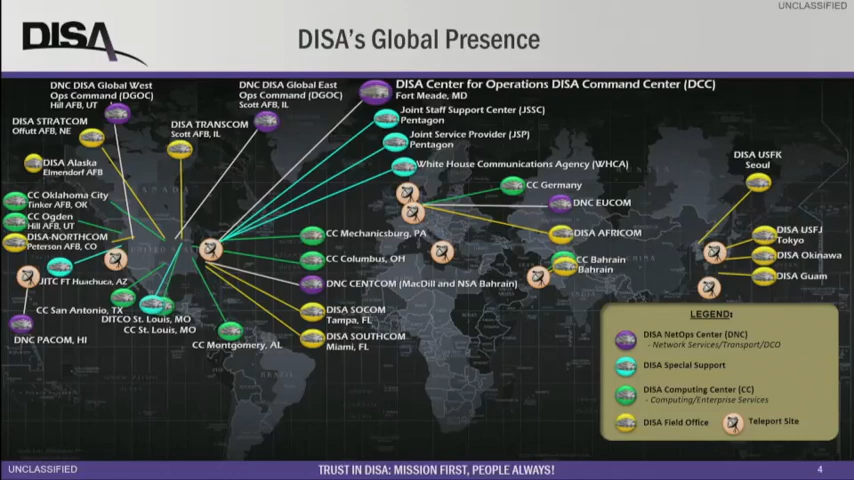 UNCLASSIFIED
DISA
DISA's Global Presence
DNC DISA Global West
Ops Command (DGOC)
Hill AFB, UT
DNC DISA Global East
Ops Command (DGOC)
Scott AFB, IL
DISA Center for Operations DISA Command Center (DCC)
Fort Meade, MD
Joint Staff Support Center (JSSC)
Pentagon
Joint Service Provider (JSP)
Pentagon
White House Communications Agency (WHCA)
DISA STRATCOM
Offutt AFB, NE
DISA TRANSCOM
Scott AFB, IL
DISA Alaska
Elmendorf AFB
CC Oklahoma City
Tinker AFB, OK
CC Ogden
Hill AFB, UT
DISA-NORTHCOM
Peterson AFB, CO
JITC FT Huachuca, AZ
CC San Antonio, TX
DITCO St. Louis, MO
CC St. Louis, MO
DNC PACOM, HI
CC Montgomery, AL
CC Mechanicsburg, PA
CC Columbus, OH
DNC CENTCOM (MacDill and NSA Bahrain)
DISA SOCOM
Tampa, FL
DISA SOUTHCOM
Miami, FL
CC Germany
DNC EUCOM
DISA AFRICOM
CC Bahrain
Bahrain
DISA USFK
Seoul
DISA USFJ
Tokyo
DISA Okinawa
DISA Guam
CANADA
UNITED STATES
CHINA
LEGEND:
DISA NetOps Center (DNC)
- Network Services/Transport/DCO
DISA Special Support
DISA Computing Center (CC)
- Computing/Enterprise Services
DISA Field Office
Teleport Site
UNCLASSIFIED
TRUST IN DISA: MISSION FIRST, PEOPLE ALWAYS!
4